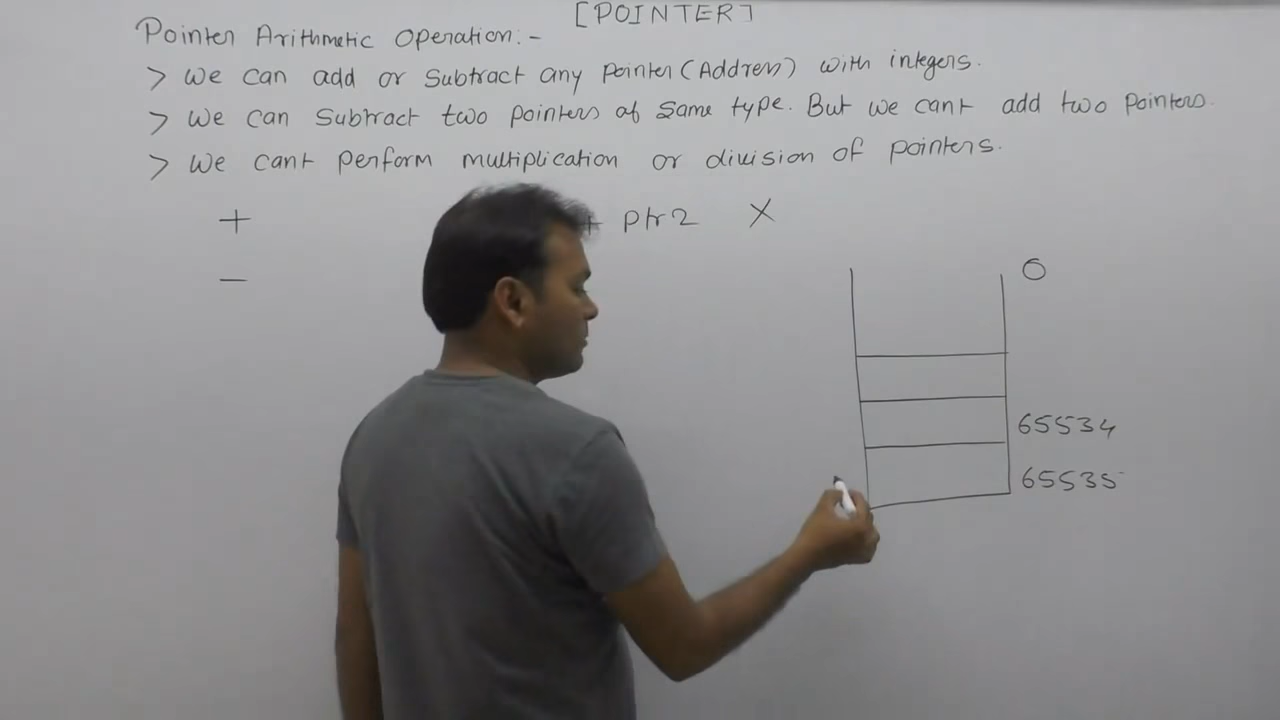 [POINTER]
Pointer Arithmetic Operation:-
> We can add or subtract any pointer (Address) with integers.
> We can subtract two pointers of same type. But we cant add two pointers.
> We cant perform multiplication or division of pointers.
+ + ptr2 X
-
0
65534
65535